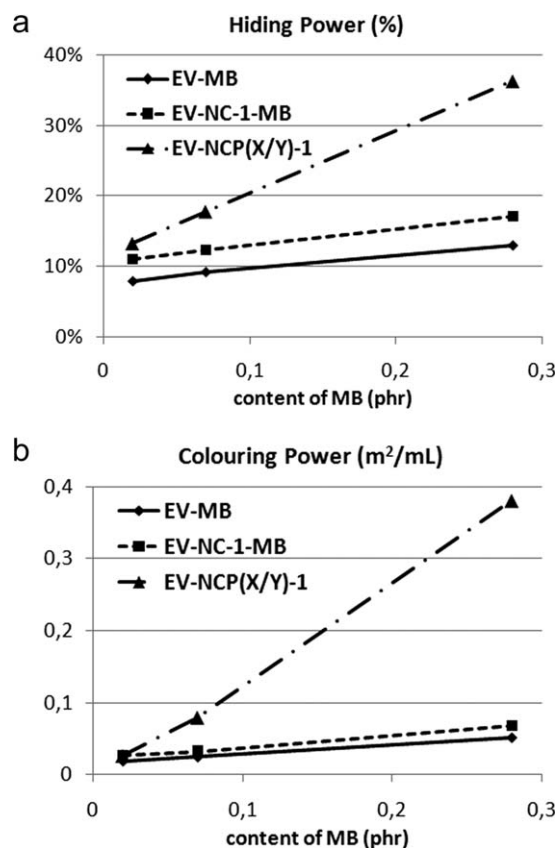 a
Hiding Power (%)
40%
30%
20%
10%
0%
EV-MB
EV-NC-1-MB
EV-NCP(X/Y)-1
0
0,1
0,2
0,3
content of MB (phr)
b
Colouring Power (m²/mL)
0,4
0,3
0,2
0,1
0
EV-MB
EV-NC-1-MB
EV-NCP(X/Y)-1
0
0,1
0,2
0,3
content of MB (phr)